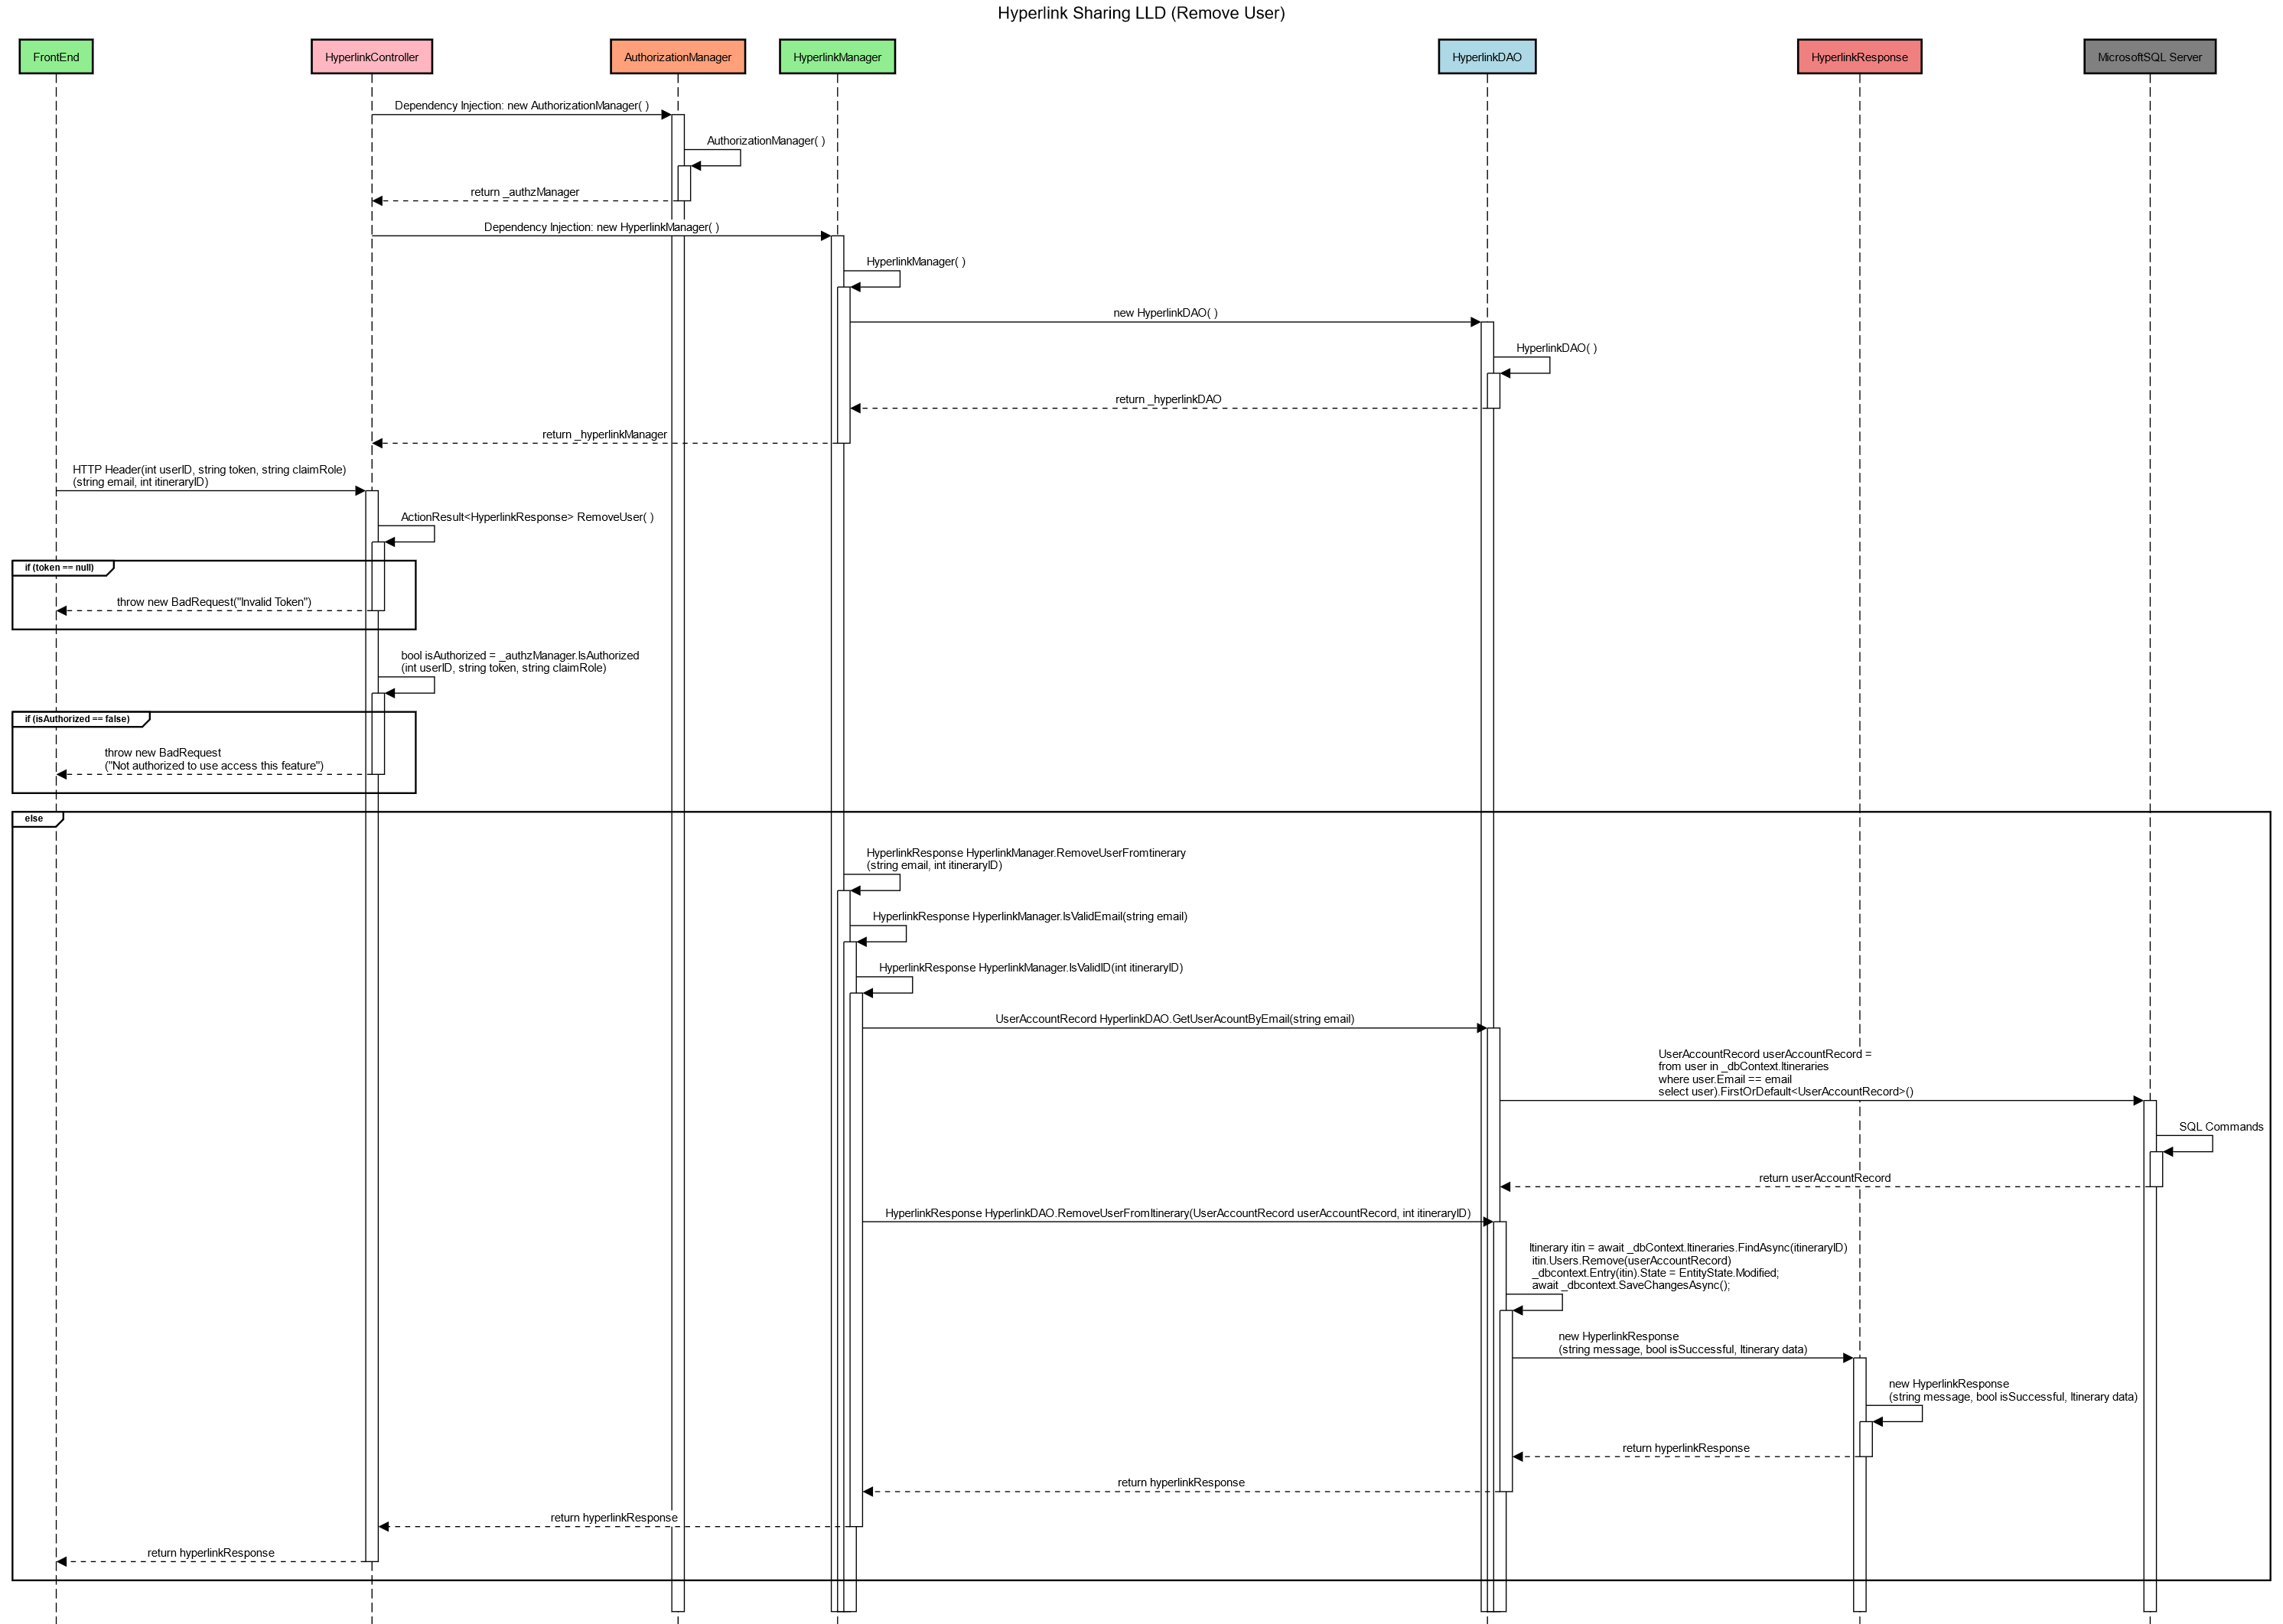 Hyperlink Sharing LLD (Remove User)
FrontEnd
HyperlinkController
AuthorizationManager
HyperlinkManager
HyperlinkDAO
HyperlinkResponse
MicrosoftSQL Server
Dependency Injection: new AuthorizationManager( )
AuthorizationManager( )
return _authzManager
Dependency Injection: new HyperlinkManager( )
HyperlinkManager( )
new HyperlinkDAO( )
HyperlinkDAO( )
return _hyperlinkDAO
return _hyperlinkManager
HTTP Header(int userID, string token, string claimRole)
(string email, int itineraryID)
ActionResult<HyperlinkResponse> RemoveUser( )
if (token == null)
throw new BadRequest("Invalid Token")
bool isAuthorized = _authzManager.IsAuthorized
(int userID, string token, string claimRole)
if (isAuthorized == false)
throw new BadRequest
("Not authorized to use access this feature")
else
HyperlinkResponse HyperlinkManager.RemoveUserFromtinerary
(string email, int itineraryID)
HyperlinkResponse HyperlinkManager.IsValidEmail(string email)
HyperlinkResponse HyperlinkManager.IsValidID(int itineraryID)
UserAccountRecord HyperlinkDAO.GetUserAcountByEmail(string email)
UserAccountRecord userAccountRecord =
from user in _dbContext.Itineraries
where user.Email == email
select user).FirstOrDefault<UserAccountRecord>()
SQL Commands
return userAccountRecord
HyperlinkResponse HyperlinkDAO.RemoveUserFromItinerary(UserAccountRecord userAccountRecord, int itineraryID)
Itinerary itin = await _dbContext.Itineraries.FindAsync(itineraryID)
itin.Users.Remove(userAccountRecord)
_dbcontext.Entry(itin).State = EntityState.Modified;
await _dbcontext.SaveChangesAsync();
new HyperlinkResponse
(string message, bool isSuccessful, Itinerary data)
new HyperlinkResponse
(string message, bool isSuccessful, Itinerary data)
return hyperlinkResponse
return hyperlinkResponse
return hyperlinkResponse
return hyperlinkResponse